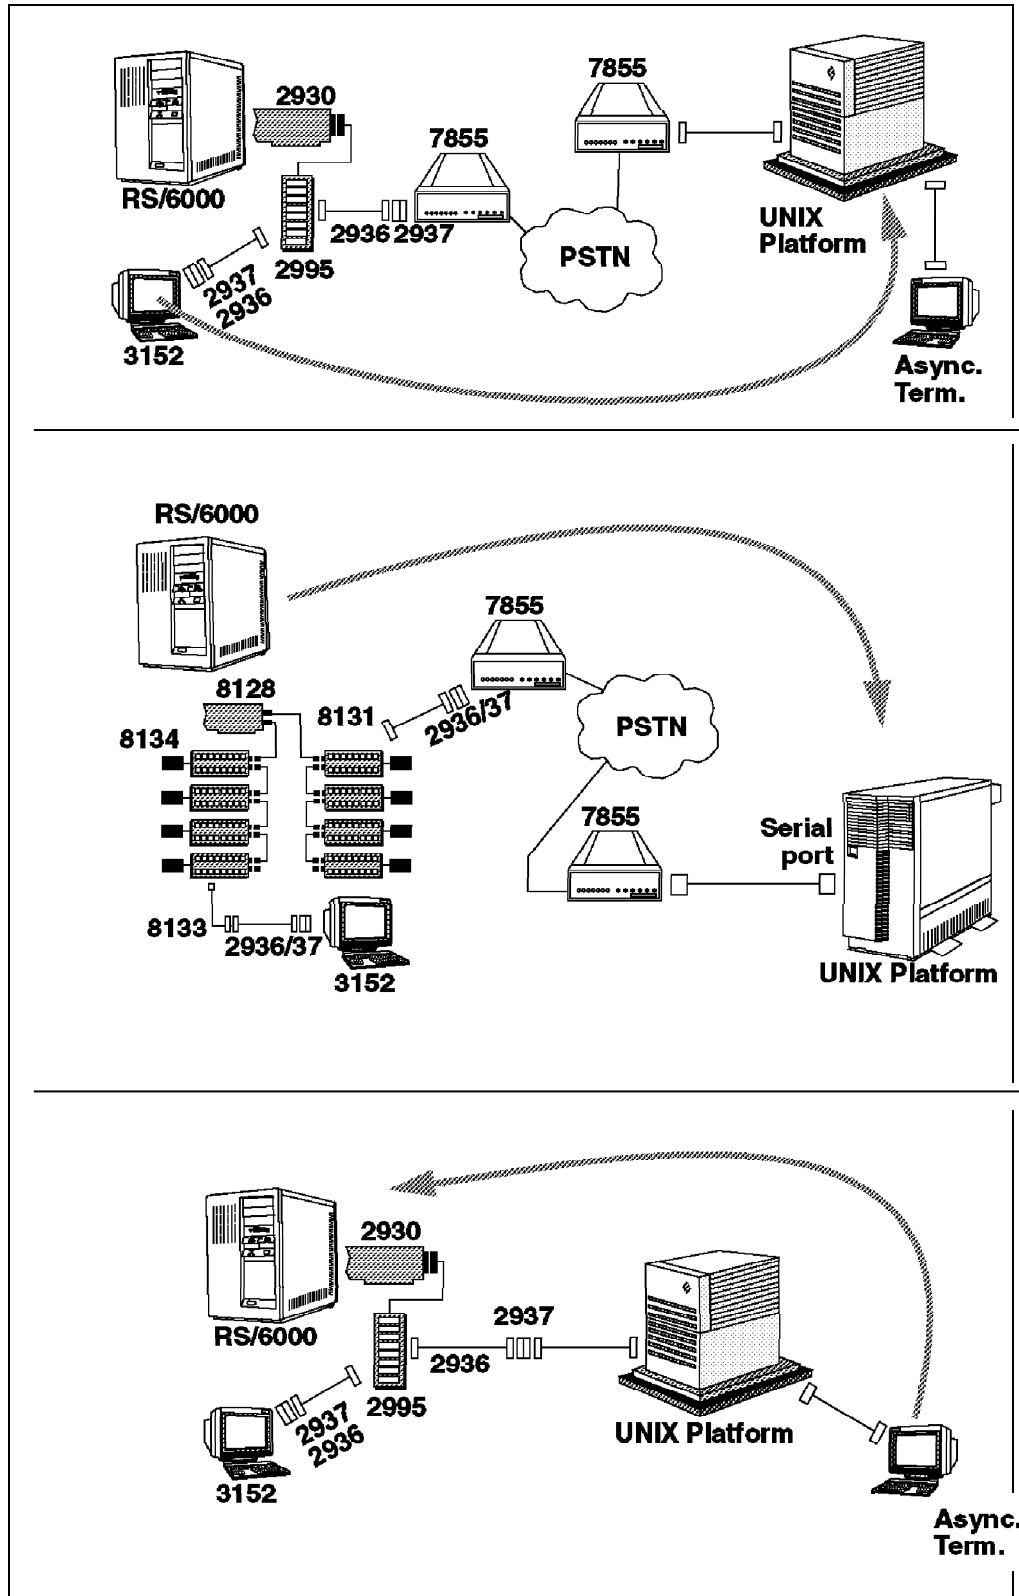 7855
2930
7855
RS/6000
UNIX
Platform
2936 2937
PSTN
2995
2937
2936
3152
Async.
Term.
RS/6000
7855
8128
8131
2936/37
PSTN
8134
7855
Serial
port
8133
2936/37
3152
UNIX Platform
2930
2937
RS/6000
2936
2995
2937
2936
UNIX Platform
3152
Async.
Term.